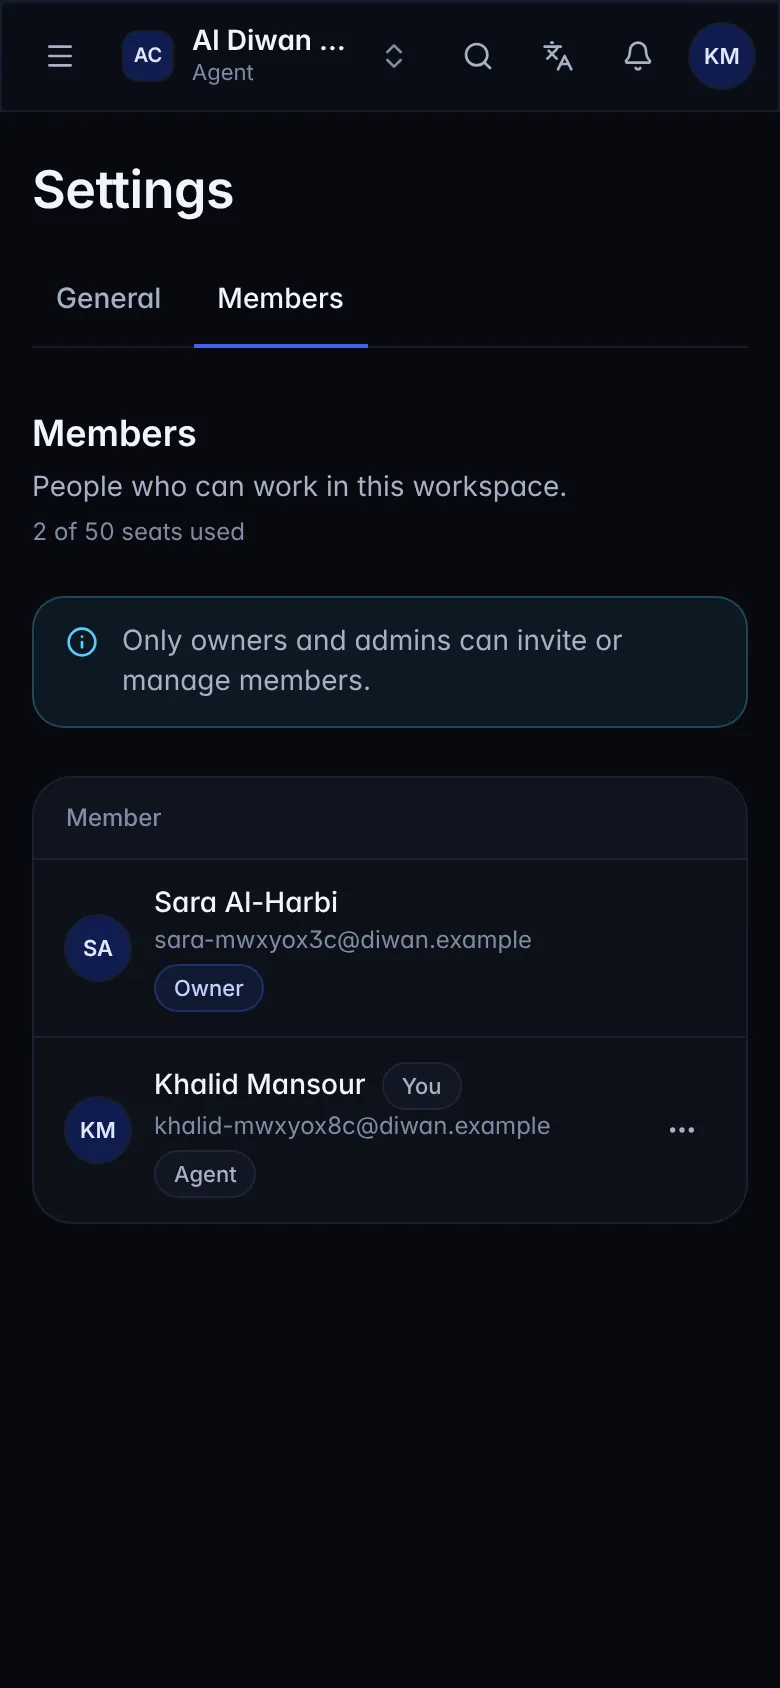 AC
Al Diwan ...
Agent
KM
Settings
General
Members
Members
People who can work in this workspace.
2 of 50 seats used
Only owners and admins can invite or
manage members.
Member
SA
Sara Al-Harbi
sara-mwxyox3c@diwan.example
Owner
KM
Khalid Mansour You
khalid-mwxyox8c@diwan.example
Agent